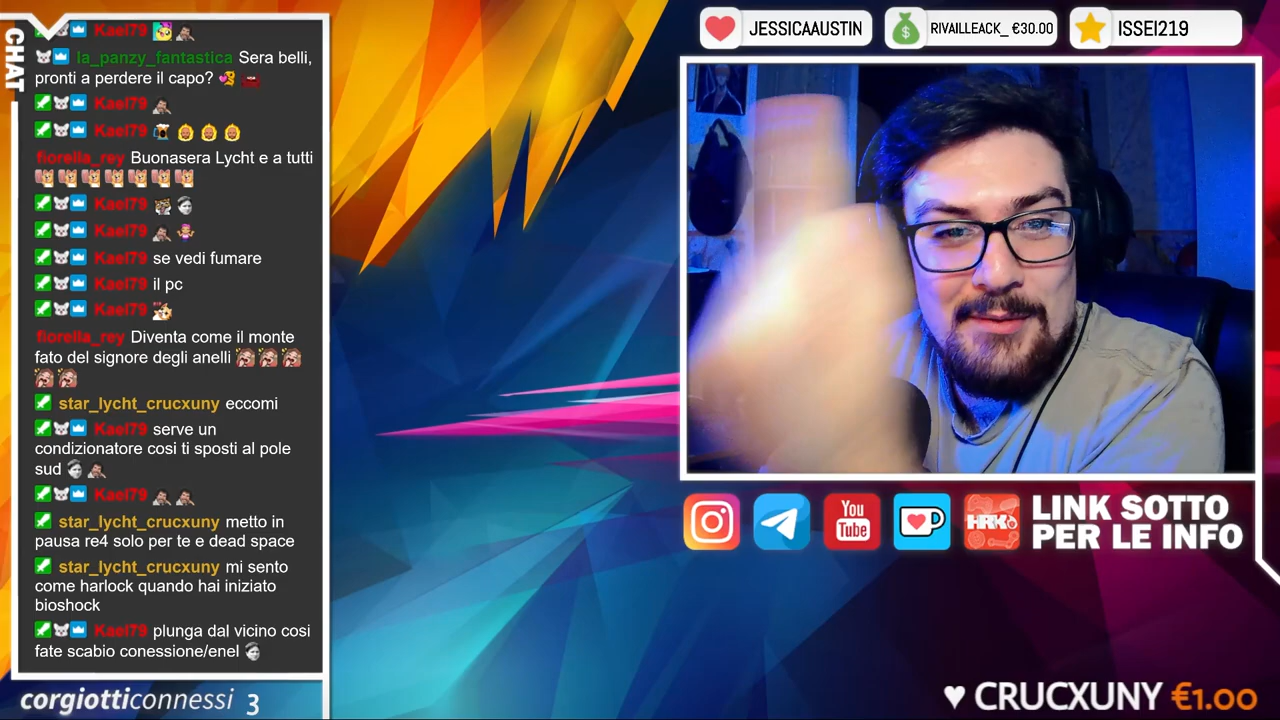 JESSICAAUSTIN
RIVAILLEACK_ €30.00
ISSEI219
CHAT
Kael79
la_panzy_fantastica Sera belli,
pronti a perdere il capo?
Kael79
Kael79
fiorella_rey Buonasera Lycht e a tutti
Kael79
Kael79
Kael79 se vedi fumare
Kael79 il pc
Kael79
fiorella_rey Diventa come il monte
fato del signore degli anelli
star_lycht_crucxuny eccomi
Kael79 serve un
condizionatore cosi ti sposti al pole
sud
Kael79
star_lycht_crucxuny metto in
pausa re4 solo per te e dead space
star_lycht_crucxuny mi sento
come harlock quando hai iniziato
bioshock
Kael79 plunga dal vicino cosi
fate scabio conessione/enel
corgiotticonnessi 3
You
Tube
HRK
LINK SOTTO
PER LE INFO
CRUCXUNY €1.00